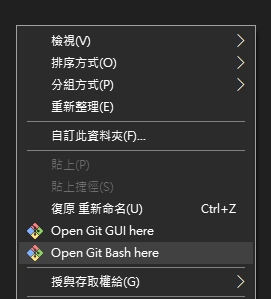 檢視(V)
排序方式(O)
分組方式(P)
重新整理(E)
自訂此資料夾(F)...
貼上(P)
貼上捷徑(S)
復原 重新命名(U) Ctrl+Z
Open Git GUI here
Open Git Bash here
授與存取權給(G)